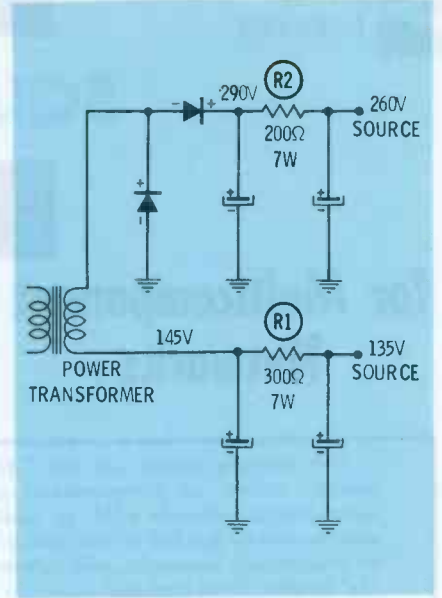 R2
- + 290V
260V
SOURCE
200Ω
7W
+
-
+
-
+
-
R1
145V
135V
SOURCE
300Ω
7W
POWER
TRANSFORMER
+
-
+
-